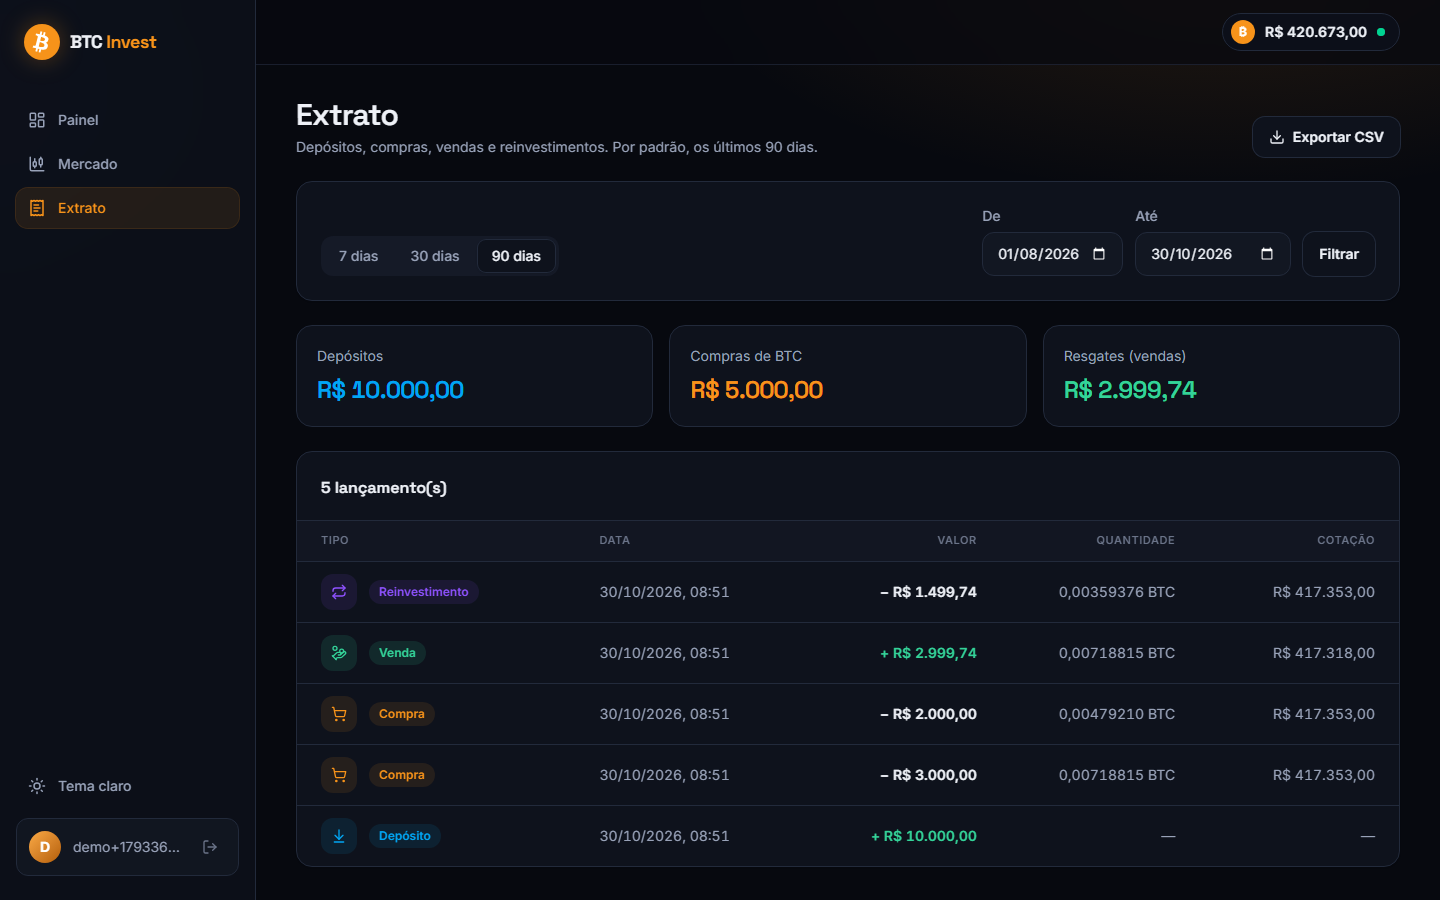 BTC Invest
R$ 420.673,00
Painel
Mercado
Extrato
Tema claro
D
demo+179336...
Extrato
Depósitos, compras, vendas e reinvestimentos. Por padrão, os últimos 90 dias.
Exportar CSV
7 dias 30 dias 90 dias
De Até
01/08/2026 30/10/2026 Filtrar
Depósitos
R$ 10.000,00
Compras de BTC
R$ 5.000,00
Resgates (vendas)
R$ 2.999,74
5 lançamento(s)
TIPO DATA VALOR QUANTIDADE COTAÇÃO
Reinvestimento 30/10/2026, 08:51 − R$ 1.499,74 0,00359376 BTC R$ 417.353,00
Venda 30/10/2026, 08:51 + R$ 2.999,74 0,00718815 BTC R$ 417.318,00
Compra 30/10/2026, 08:51 − R$ 2.000,00 0,00479210 BTC R$ 417.353,00
Compra 30/10/2026, 08:51 − R$ 3.000,00 0,00718815 BTC R$ 417.353,00
Depósito 30/10/2026, 08:51 + R$ 10.000,00 — —